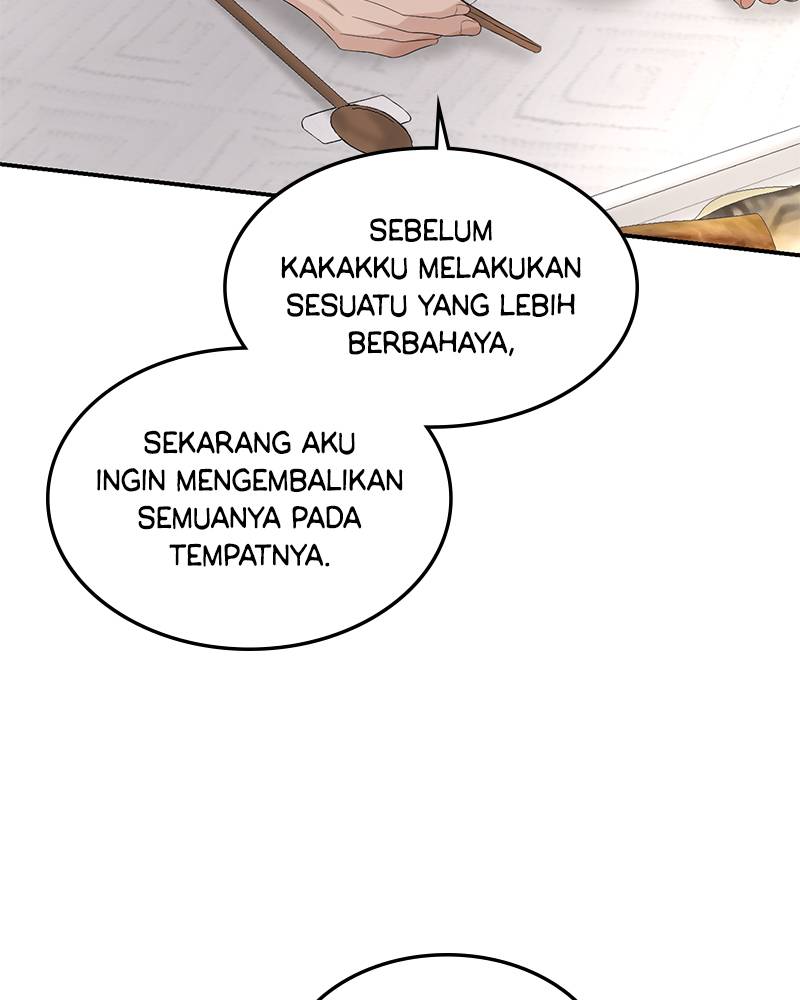 SEBELUM
KAKAKKU MELAKUKAN
SESUATU YANG LEBIH
BERBAHAYA,
SEKARANG AKU
INGIN MENGEMBALIKAN
SEMUANYA PADA
TEMPATNYA.